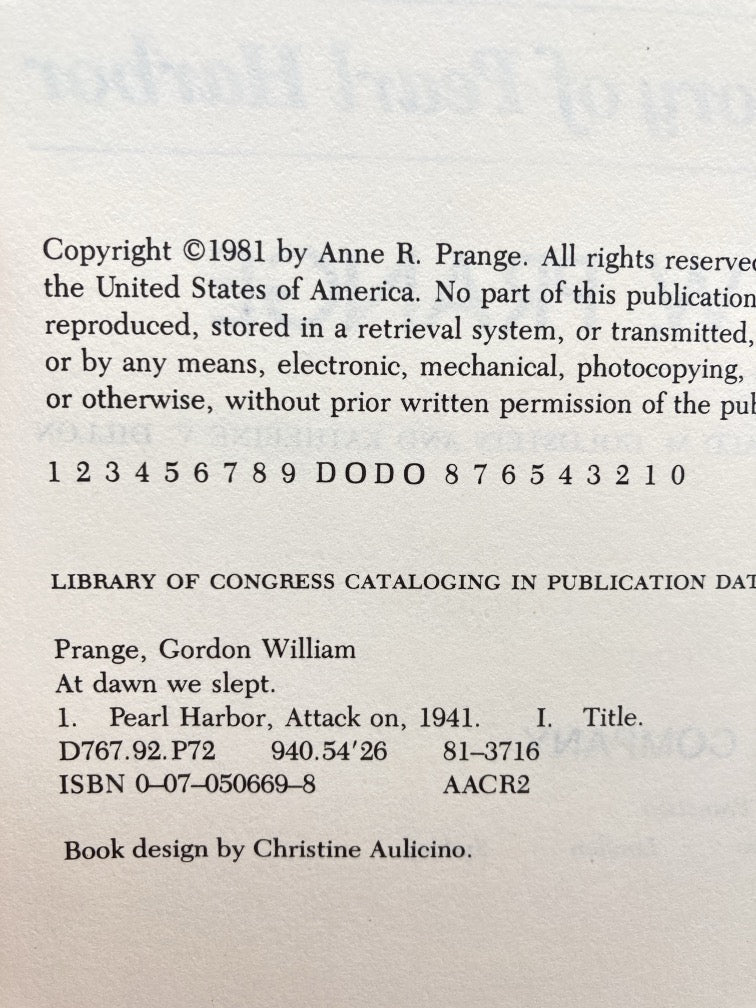 Copyright ©1981 by Anne R. Prange. All rights reserved
the United States of America. No part of this publication
reproduced, stored in a retrieval system, or transmitted,
or by any means, electronic, mechanical, photocopying,
or otherwise, without prior written permission of the pub
1 2 3 4 5 6 7 8 9 DODO 8 7 6 5 4 3 2 1 0
LIBRARY OF CONGRESS CATALOGING IN PUBLICATION DAT
Prange, Gordon William
At dawn we slept.
1. Pearl Harbor, Attack on, 1941. I. Title.
D767.92.P72 940.54'26 81–3716
ISBN 0–07–050669–8 AACR2
Book design by Christine Aulicino.